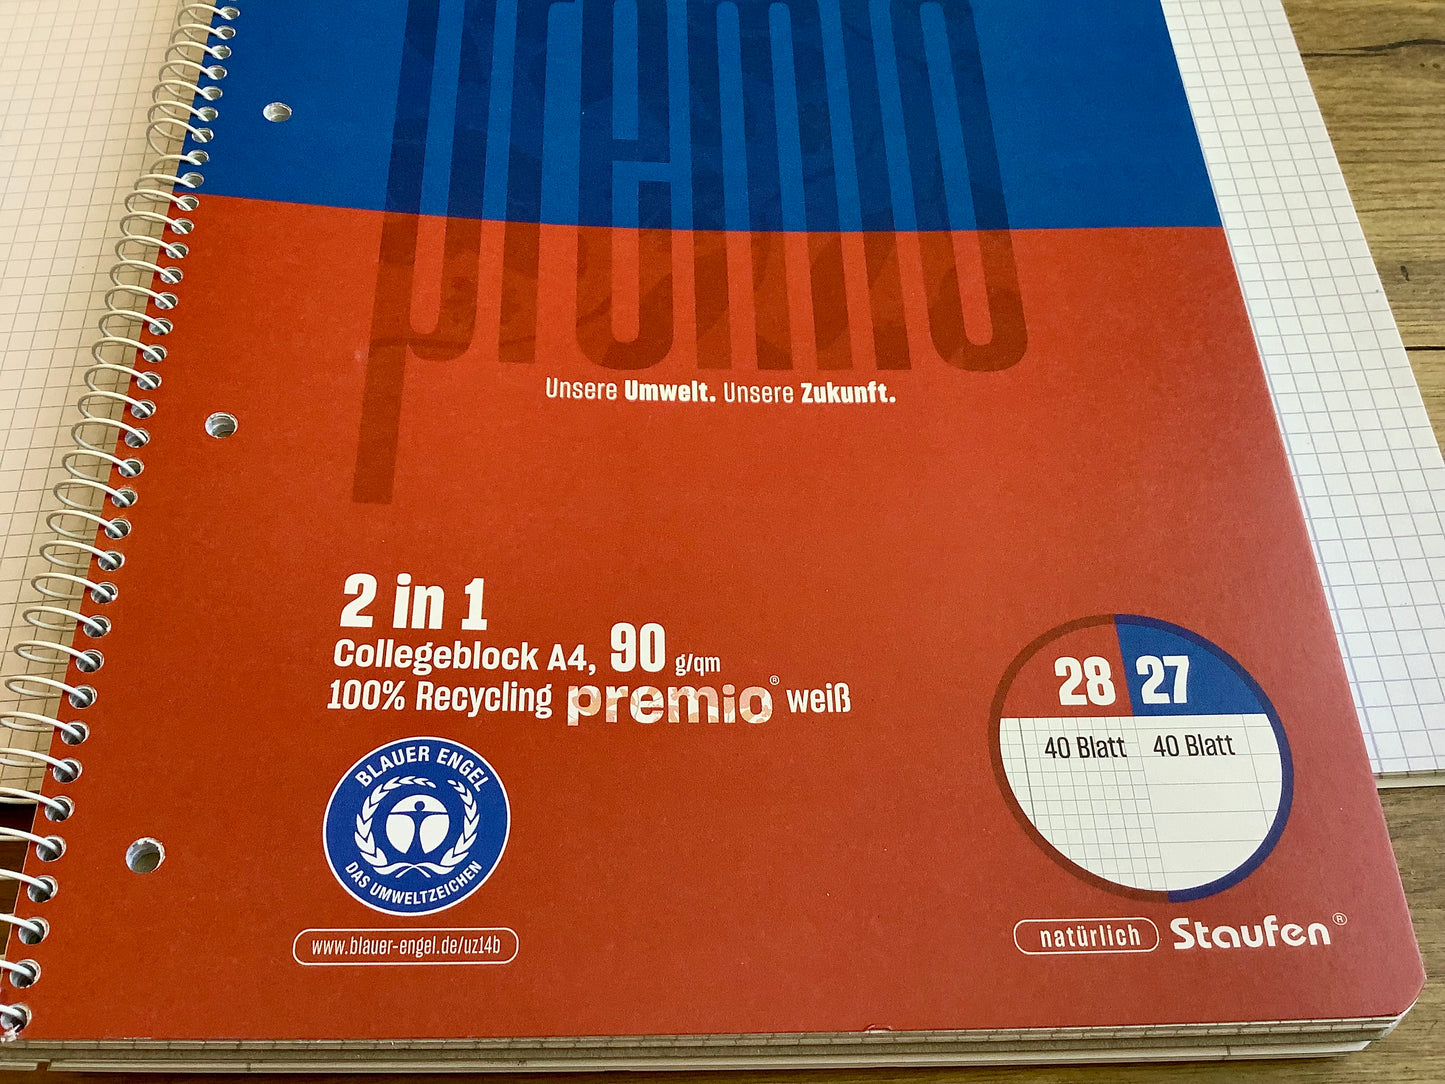 premio
Unsere Umwelt. Unsere Zukunft.
2 in 1
Collegeblock A4, 90 g/qm
100% Recycling premio® weiß
BLAUER ENGEL
DAS UMWELTZEICHEN
www.blauer-engel.de/uz14b
28 27
40 Blatt 40 Blatt
natürlich Staufen®